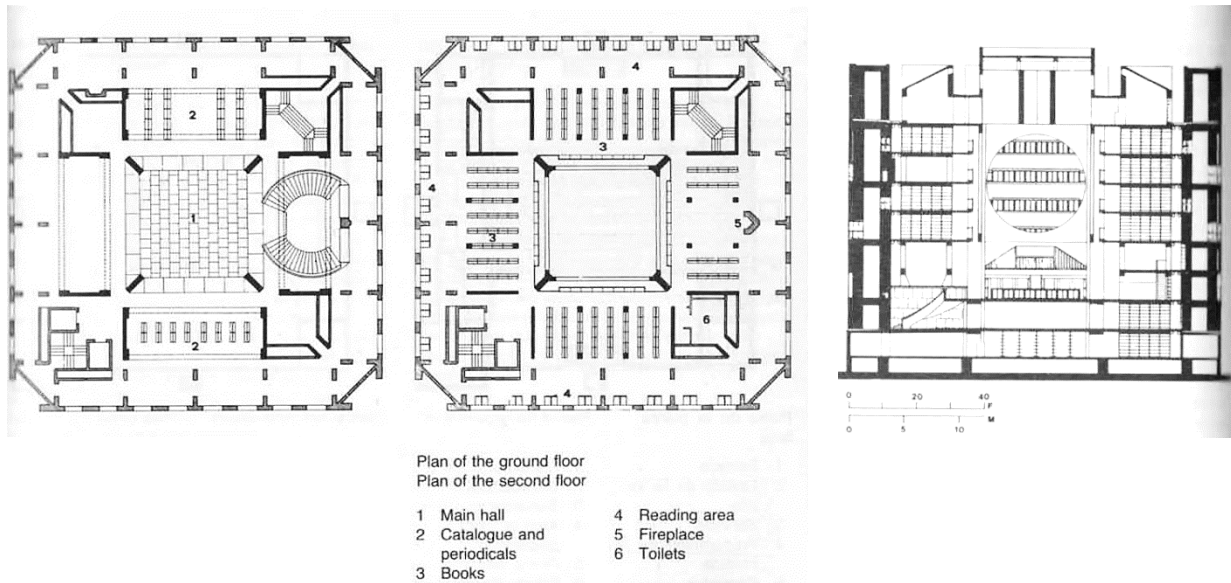 2
1
2
4
3
4
5
3
6
4
0 20 40
F
M
0 5 10
Plan of the ground floor
Plan of the second floor
1 Main hall
2 Catalogue and
periodicals
3 Books
4 Reading area
5 Fireplace
6 Toilets